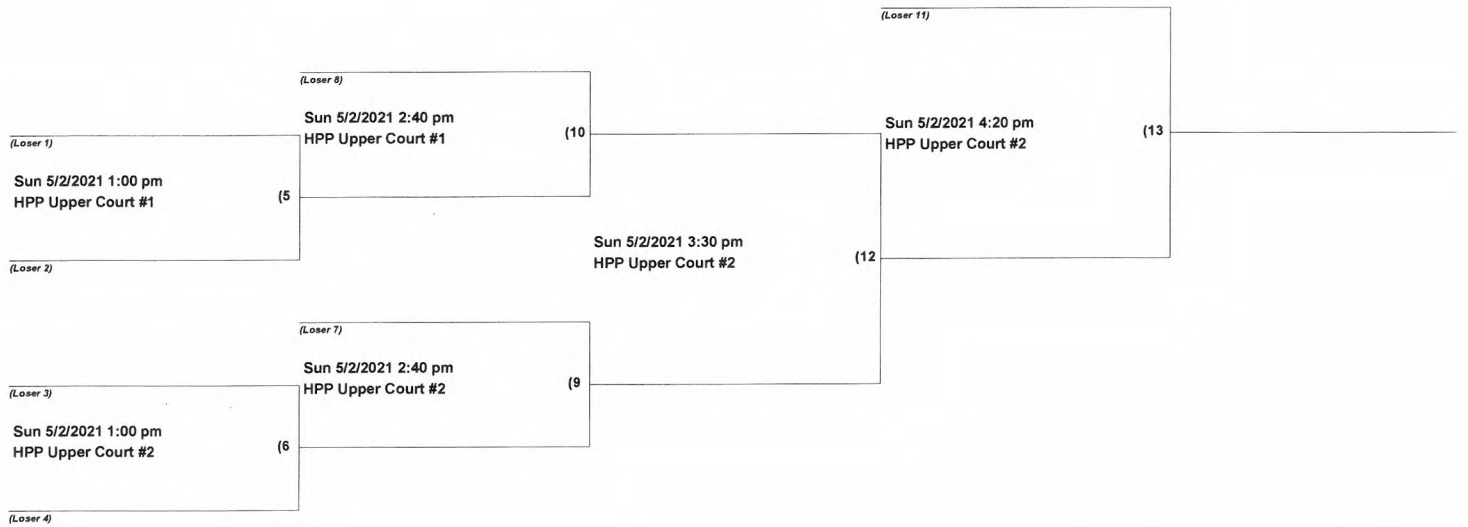 (Loser 11)
(Loser 8)
Sun 5/2/2021 2:40 pm
HPP Upper Court #1
(10
Sun 5/2/2021 4:20 pm
HPP Upper Court #2
(13
(Loser 1)
Sun 5/2/2021 1:00 pm
HPP Upper Court #1
(5
Sun 5/2/2021 3:30 pm
HPP Upper Court #2
(12
(Loser 2)
(Loser 7)
Sun 5/2/2021 2:40 pm
HPP Upper Court #2
(9
(Loser 3)
Sun 5/2/2021 1:00 pm
HPP Upper Court #2
(6
(Loser 4)